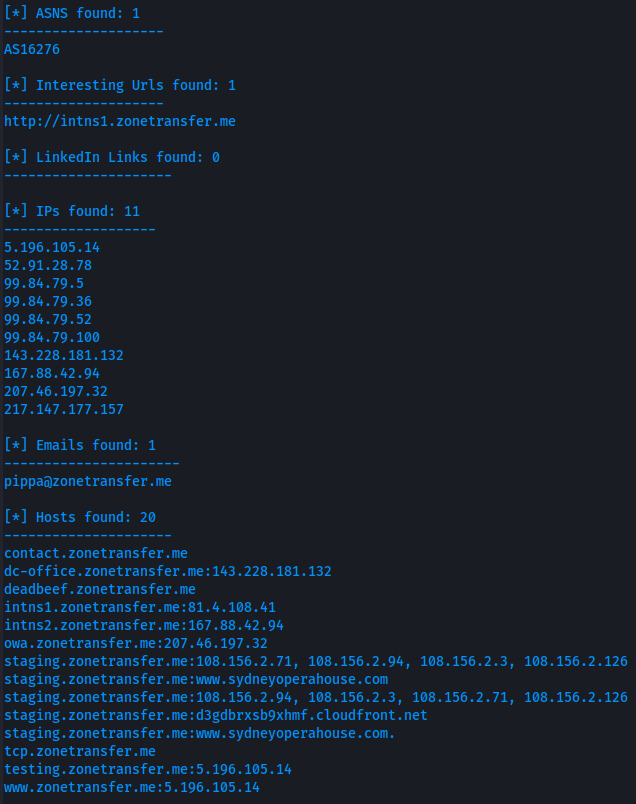 [*] ASNS found: 1
--------------------
AS16276
[*] Interesting Urls found: 1
--------------------
http://intns1.zonetransfer.me
[*] LinkedIn Links found: 0
---------------------
[*] IPs found: 11
-------------------
5.196.105.14
52.91.28.78
99.84.79.5
99.84.79.36
99.84.79.52
99.84.79.100
143.228.181.132
167.88.42.94
207.46.197.32
217.147.177.157
[*] Emails found: 1
----------------------
pippa@zonetransfer.me
[*] Hosts found: 20
---------------------
contact.zonetransfer.me
dc-office.zonetransfer.me:143.228.181.132
deadbeef.zonetransfer.me
intns1.zonetransfer.me:81.4.108.41
intns2.zonetransfer.me:167.88.42.94
owa.zonetransfer.me:207.46.197.32
staging.zonetransfer.me:108.156.2.71, 108.156.2.94, 108.156.2.3, 108.156.2.126
staging.zonetransfer.me:www.sydneyoperahouse.com
staging.zonetransfer.me:108.156.2.94, 108.156.2.3, 108.156.2.71, 108.156.2.126
staging.zonetransfer.me:d3gdbrxsb9xhmf.cloudfront.net
staging.zonetransfer.me:www.sydneyoperahouse.com.
tcp.zonetransfer.me
testing.zonetransfer.me:5.196.105.14
www.zonetransfer.me:5.196.105.14